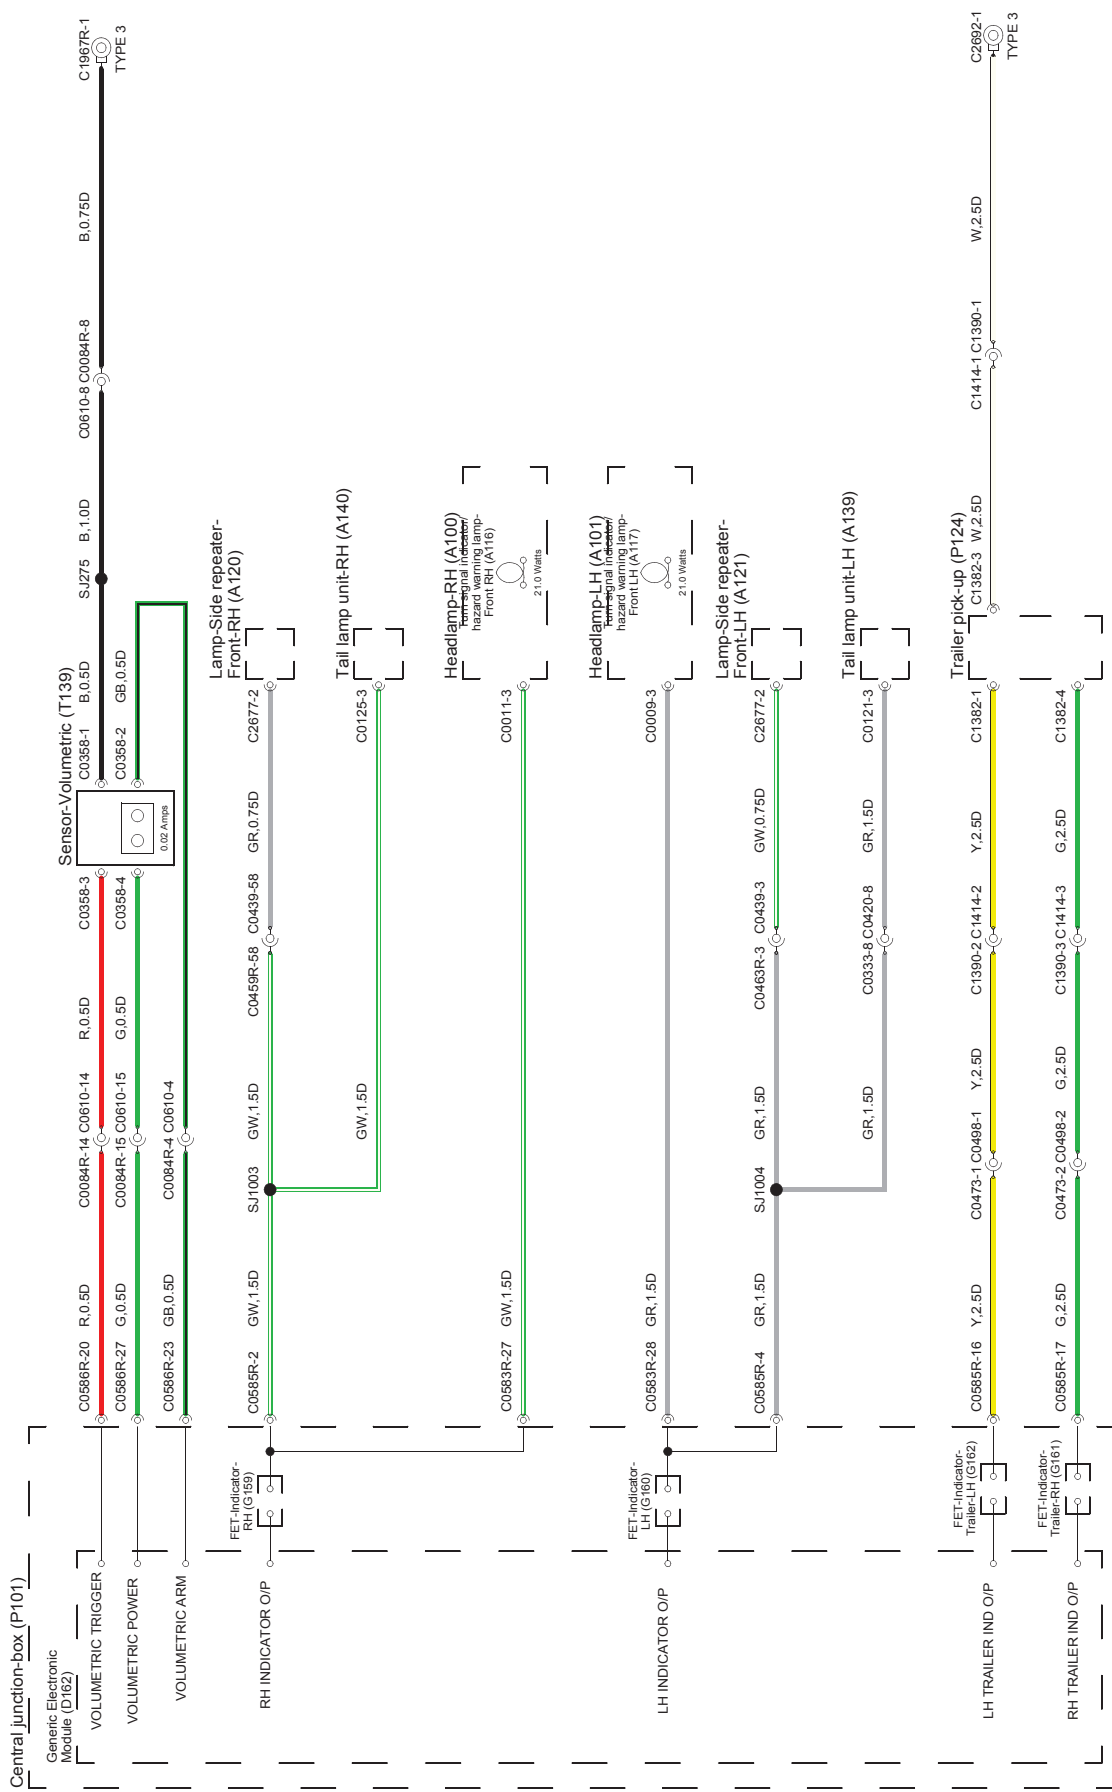 Central junction-box (P101)
Generic Electronic
Module (D162)
VOLUMETRIC TRIGGER
VOLUMETRIC POWER
VOLUMETRIC ARM
RH INDICATOR O/P
LH INDICATOR O/P
LH TRAILER IND O/P
RH TRAILER IND O/P
FET-Indicator-
RH (G159)
FET-Indicator-
LH (G160)
FET-Indicator-
Trailer-LH (G162)
FET-Indicator-
Trailer-RH (G161)
C0586R-20
R,0.5D
C0084R-14
C0610-14
R,0.5D
C0358-3
C0586R-27
G,0.5D
C0084R-15
C0610-15
G,0.5D
C0358-4
C0586R-23
GB,0.5D
C0084R-4
C0610-4
Sensor-Volumetric (T139)
0.02 Amps
C0358-1
B,0.5D
SJ275
B,1.0D
C0610-8
C0084R-8
B,0.75D
C1967R-1
TYPE 3
C0358-2
GB,0.5D
C0585R-2
GW,1.5D
SJ1003
GW,1.5D
C0459R-58
C0439-58
GR,0.75D
C2677-2
Lamp-Side repeater-
Front-RH (A120)
GW,1.5D
C0125-3
Tail lamp unit-RH (A140)
C0583R-27
GW,1.5D
C0011-3
Headlamp-RH (A100)
Turn signal indicator/
hazard warning lamp-
Front RH (A116)
21.0 Watts
C0583R-28
GR,1.5D
C0009-3
Headlamp-LH (A101)
Turn signal indicator/
hazard warning lamp-
Front LH (A117)
21.0 Watts
C0585R-4
GR,1.5D
SJ1004
GR,1.5D
C0463R-3
C0439-3
GW,0.75D
C2677-2
Lamp-Side repeater-
Front-LH (A121)
GR,1.5D
C0333-8
C0420-8
GR,1.5D
C0121-3
Tail lamp unit-LH (A139)
C0585R-16
Y,2.5D
C0473-1
C0498-1
Y,2.5D
C1390-2
C1414-2
Y,2.5D
C1382-1
Trailer pick-up (P124)
C1382-3
W,2.5D
C1414-1
C1390-1
W,2.5D
C2692-1
TYPE 3
C0585R-17
G,2.5D
C0473-2
C0498-2
G,2.5D
C1390-3
C1414-3
G,2.5D
C1382-4